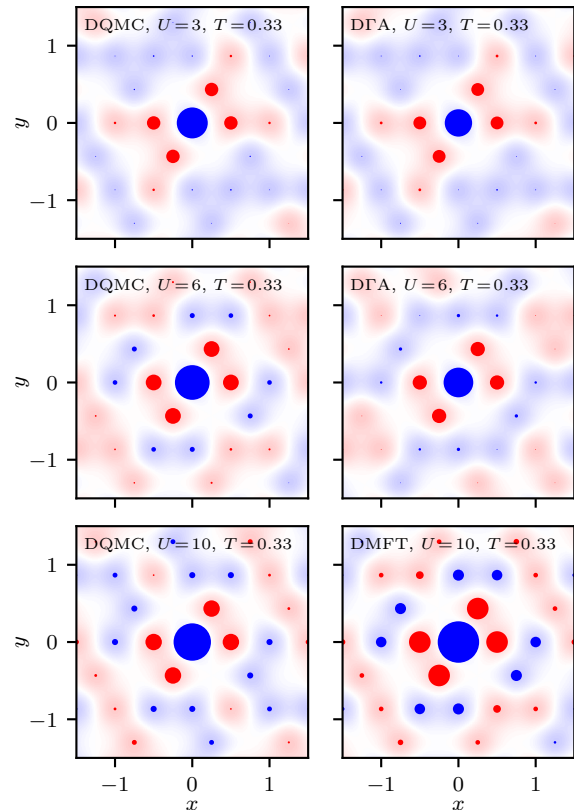 DQMC, U=3, T=0.33
DΓA, U=3, T=0.33
1
0
−1
y
DQMC, U=6, T=0.33
DΓA, U=6, T=0.33
1
0
−1
y
DQMC, U=10, T=0.33
DMFT, U=10, T=0.33
1
0
−1
y
−1 0 1
−1 0 1
x
x